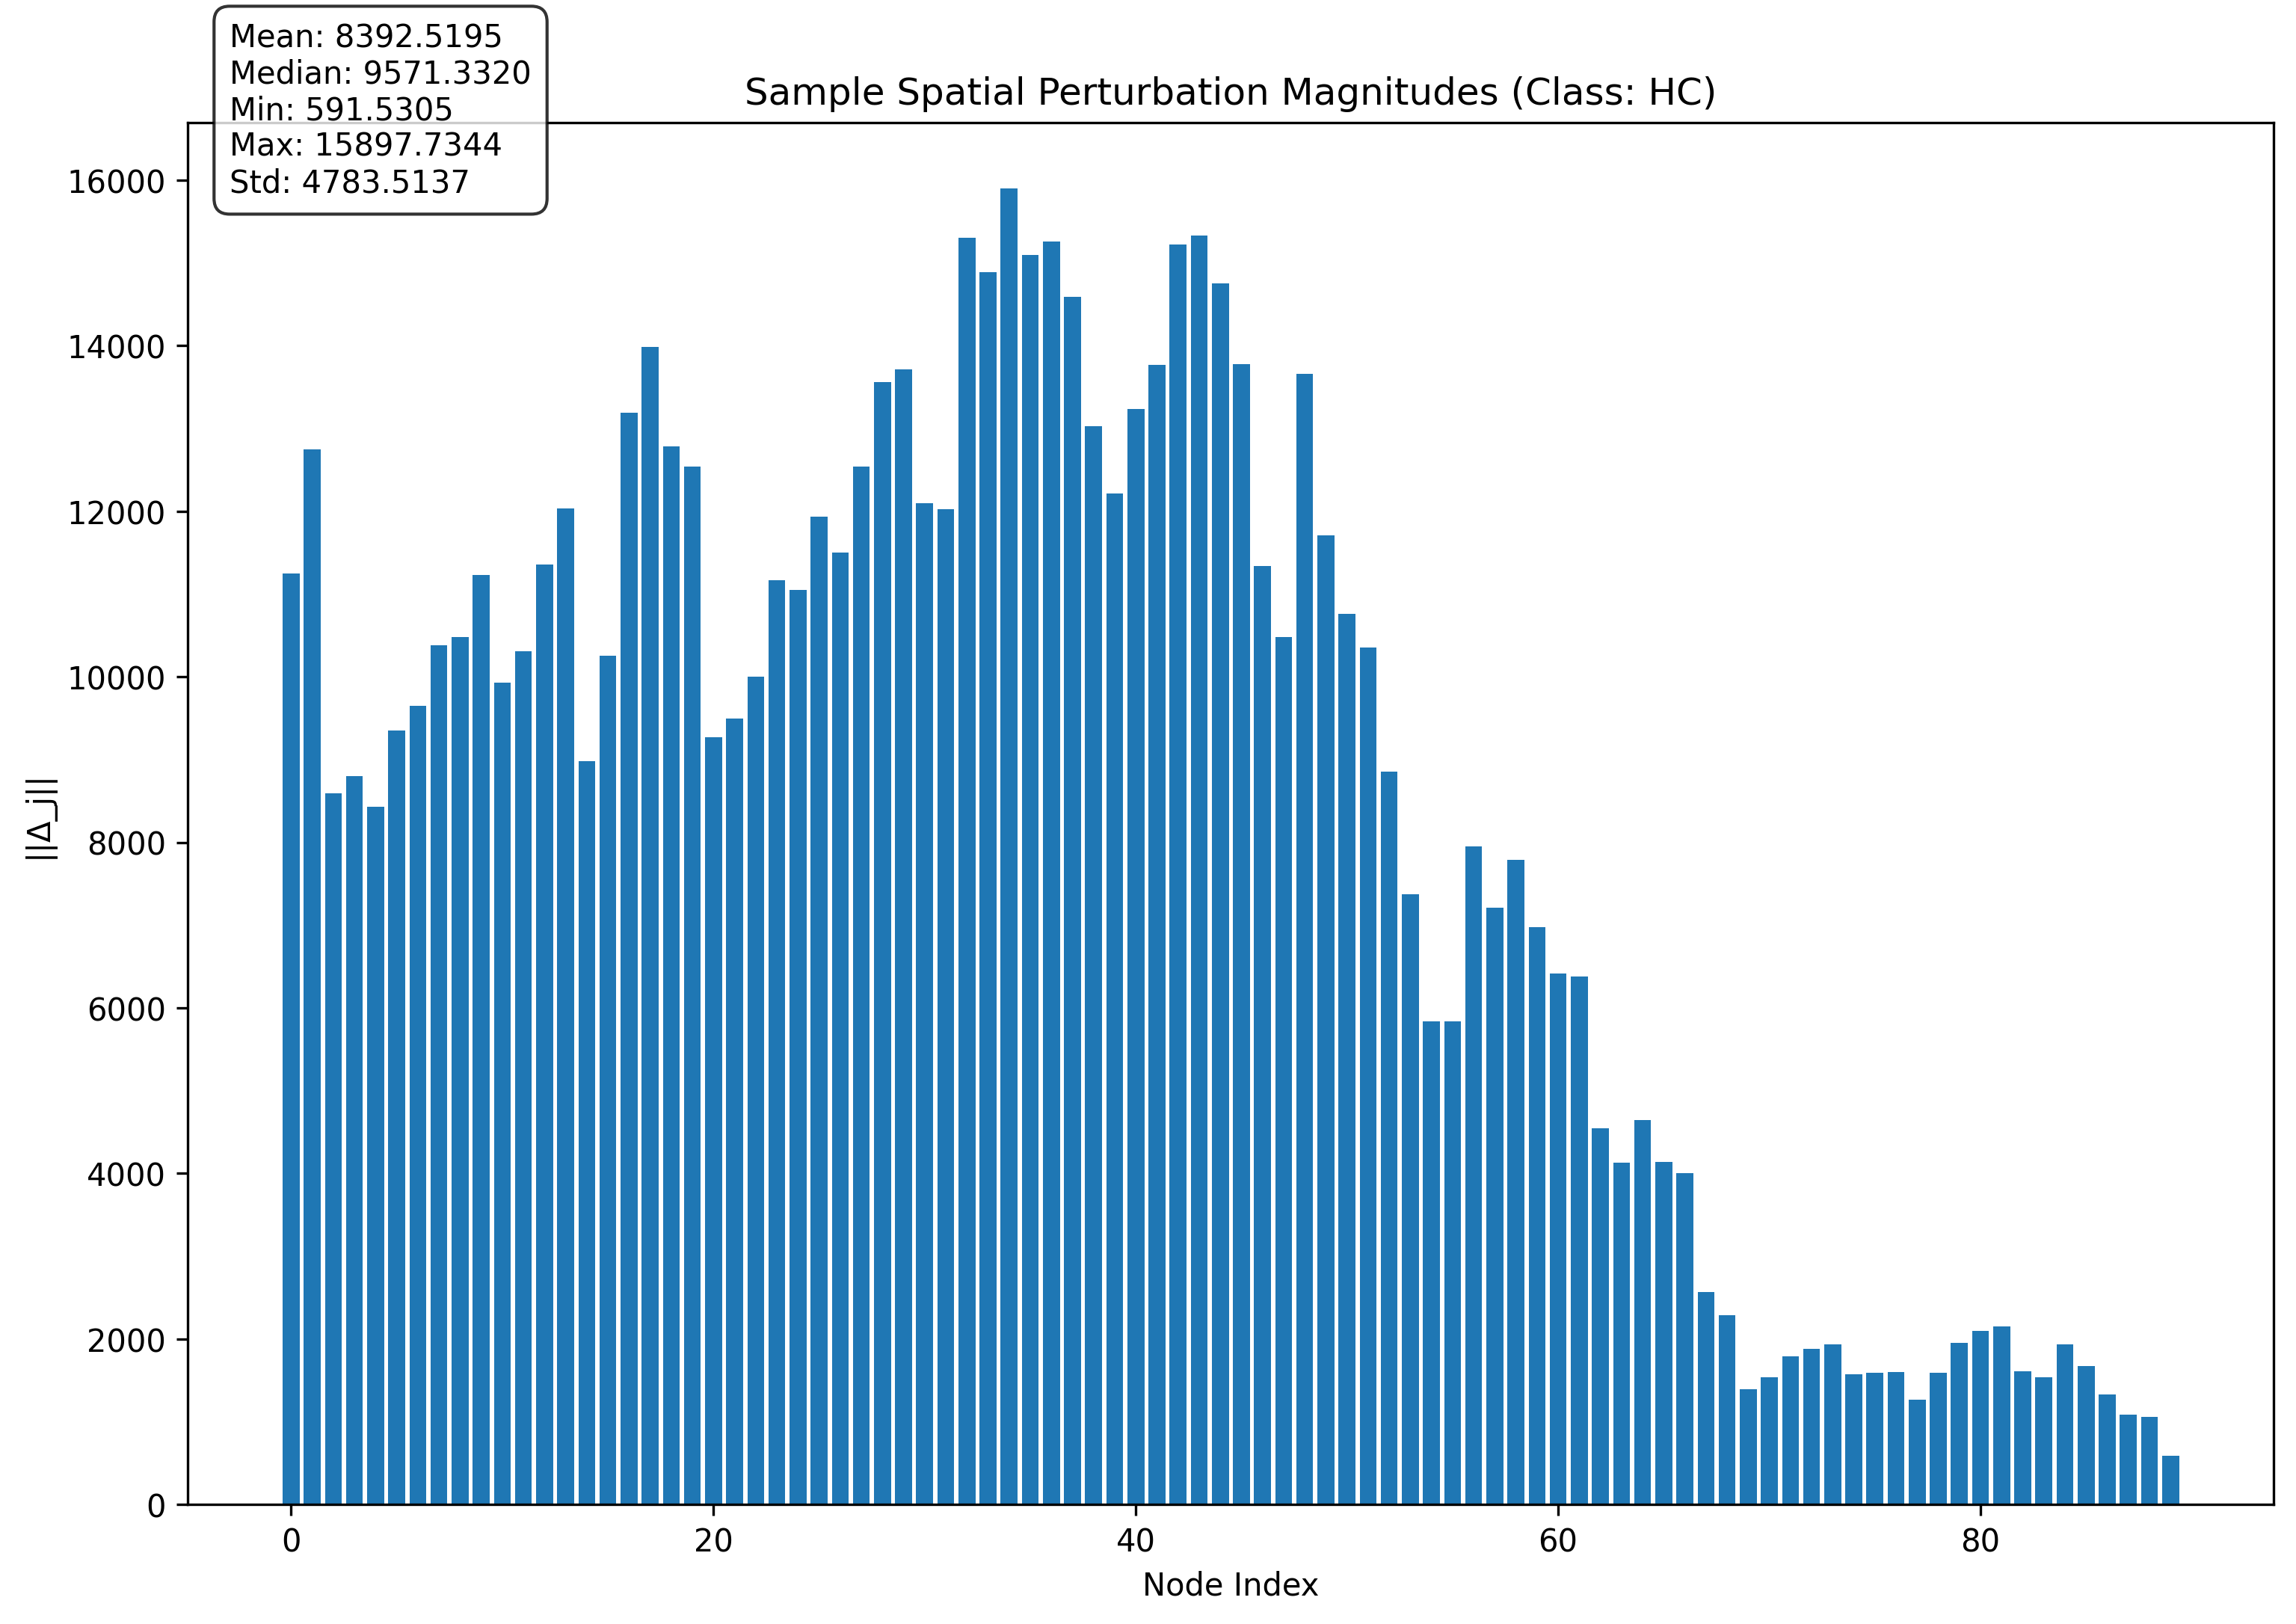 Mean: 8392.5195
Median: 9571.3320
Min: 591.5305
Max: 15897.7344
Std: 4783.5137
Sample Spatial Perturbation Magnitudes (Class: HC)
16000
14000
12000
10000
8000
6000
4000
2000
0
||Δ_j||
0 20 40 60 80
Node Index